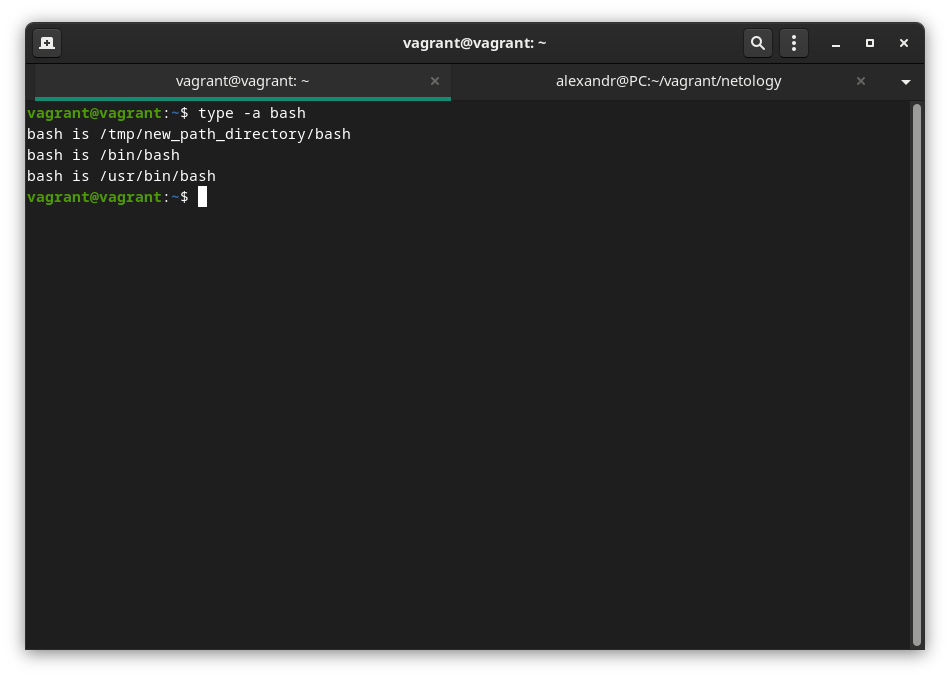 vagrant@vagrant: ~
vagrant@vagrant: ~
alexandr@PC:~/vagrant/netology
vagrant@vagrant:~$ type -a bash
bash is /tmp/new_path_directory/bash
bash is /bin/bash
bash is /usr/bin/bash
vagrant@vagrant:~$